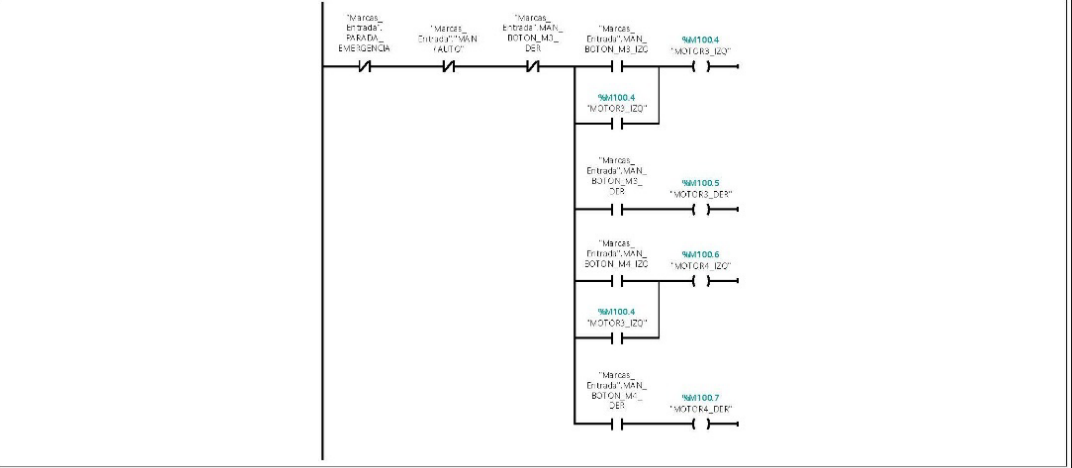 "Marcas_
Entrada".
PARADA_
EMERGENCIA
"Marcas_
Entrada"."MAN
/AUTO"
"Marcas_
Entrada".MAN_
BOTON_M3_
DER
"Marcas_
Entrada".MAN_
BOTON_M3_IZQ
%M100.4
"MOTOR3_IZQ"
%M100.4
"MOTOR3_IZQ"
"Marcas_
Entrada".MAN_
BOTON_M3_
DER
%M100.5
"MOTOR3_DER"
"Marcas_
Entrada".MAN_
BOTON_M4_IZQ
%M100.6
"MOTOR4_IZQ"
%M100.4
"MOTOR3_IZQ"
"Marcas_
Entrada".MAN_
BOTON_M4_
DER
%M100.7
"MOTOR4_DER"